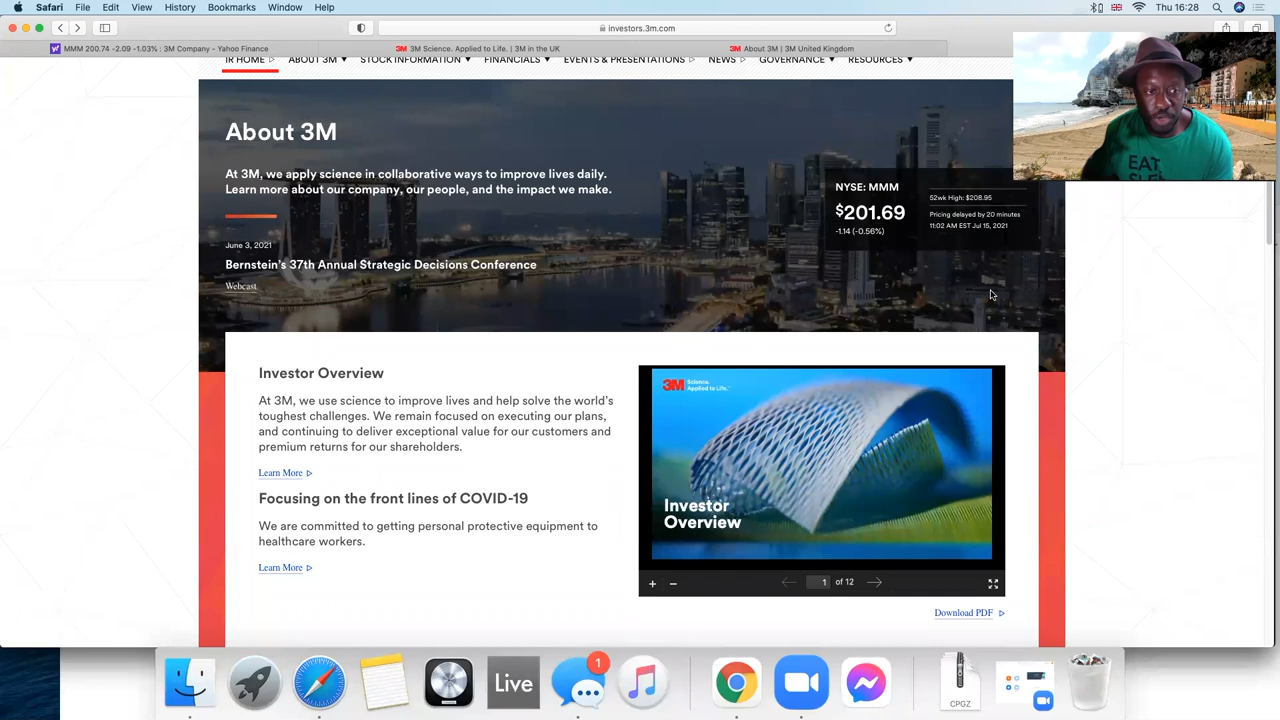 Safari File Edit View History Bookmarks Window Help Thu 16:28
investors.3m.com
MMM 200.74 -2.09 -1.03% : 3M Company - Yahoo Finance 3M Science. Applied to Life. | 3M in the UK About 3M | 3M United Kingdom
IR HOME ABOUT 3M STOCK INFORMATION FINANCIALS EVENTS & PRESENTATIONS NEWS GOVERNANCE RESOURCES
About 3M
At 3M, we apply science in collaborative ways to improve lives daily.
Learn more about our company, our people, and the impact we make.
June 3, 2021
Bernstein's 37th Annual Strategic Decisions Conference
Webcast
NYSE: MMM
$201.69
-1.14 (-0.56%)
52wk High: $208.95
Pricing delayed by 20 minutes
11:02 AM EST Jul 15, 2021
EAT
Investor Overview
At 3M, we use science to improve lives and help solve the world's
toughest challenges. We remain focused on executing our plans,
and continuing to deliver exceptional value for our customers and
premium returns for our shareholders.
Learn More
Focusing on the front lines of COVID-19
We are committed to getting personal protective equipment to
healthcare workers.
Learn More
3M Science.
Applied to Life.™
Investor
Overview
1 of 12
Download PDF
Live
1
CPGZ